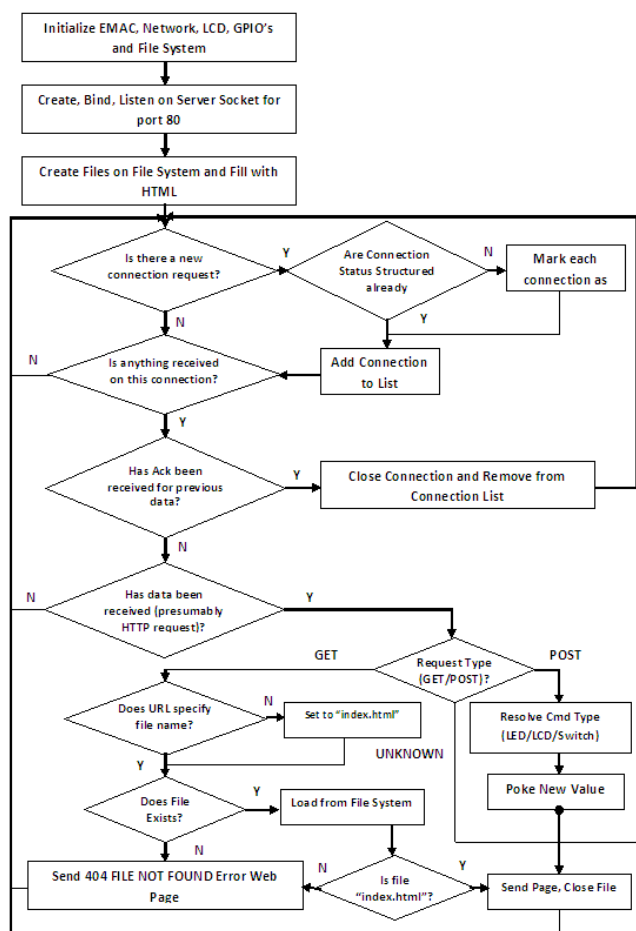 Initialize EMAC, Network, LCD, GPIO's
and File System
Create, Bind, Listen on Server Socket for
port 80
Create Files on File System and Fill with
HTML
Is there a new
connection request?
Y
Are Connection
Status Structured
already
N
Mark each
connection as
N
Y
N
Is anything received
on this connection?
Add Connection
to List
Y
Has Ack been
received for previous
data?
Y
Close Connection and Remove from
Connection List
N
N
Has data been
received (presumably
HTTP request)?
Y
GET
Request Type
(GET/POST)?
POST
Does URL specify
file name?
N
Set to "index.html"
Resolve Cmd Type
(LED/LCD/Switch)
UNKNOWN
Y
Does File
Exists?
Y
Load from File System
Poke New Value
N
Send 404 FILE NOT FOUND Error Web
Page
N
Is file
"index.html"?
Y
Send Page, Close File